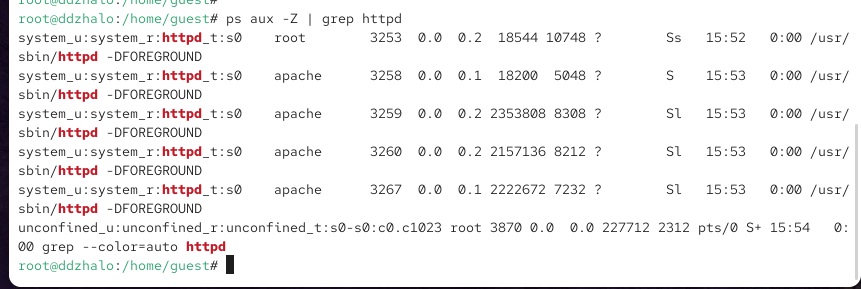 root@ddzhalo:/home/guest#
root@ddzhalo:/home/guest# ps aux -Z | grep httpd
system_u:system_r:httpd_t:s0    root        3253  0.0  0.2  18544 10748 ?        Ss   15:52   0:00 /usr/
sbin/httpd -DFOREGROUND
system_u:system_r:httpd_t:s0    apache      3258  0.0  0.1  18200  5048 ?        S    15:53   0:00 /usr/
sbin/httpd -DFOREGROUND
system_u:system_r:httpd_t:s0    apache      3259  0.0  0.2 2353808 8308 ?        Sl   15:53   0:00 /usr/
sbin/httpd -DFOREGROUND
system_u:system_r:httpd_t:s0    apache      3260  0.0  0.2 2157136 8212 ?        Sl   15:53   0:00 /usr/
sbin/httpd -DFOREGROUND
system_u:system_r:httpd_t:s0    apache      3267  0.0  0.1 2222672 7232 ?        Sl   15:53   0:00 /usr/
sbin/httpd -DFOREGROUND
unconfined_u:unconfined_r:unconfined_t:s0-s0:c0.c1023 root 3870 0.0  0.0 227712 2312 pts/0 S+ 15:54   0:
00 grep --color=auto httpd
root@ddzhalo:/home/guest#